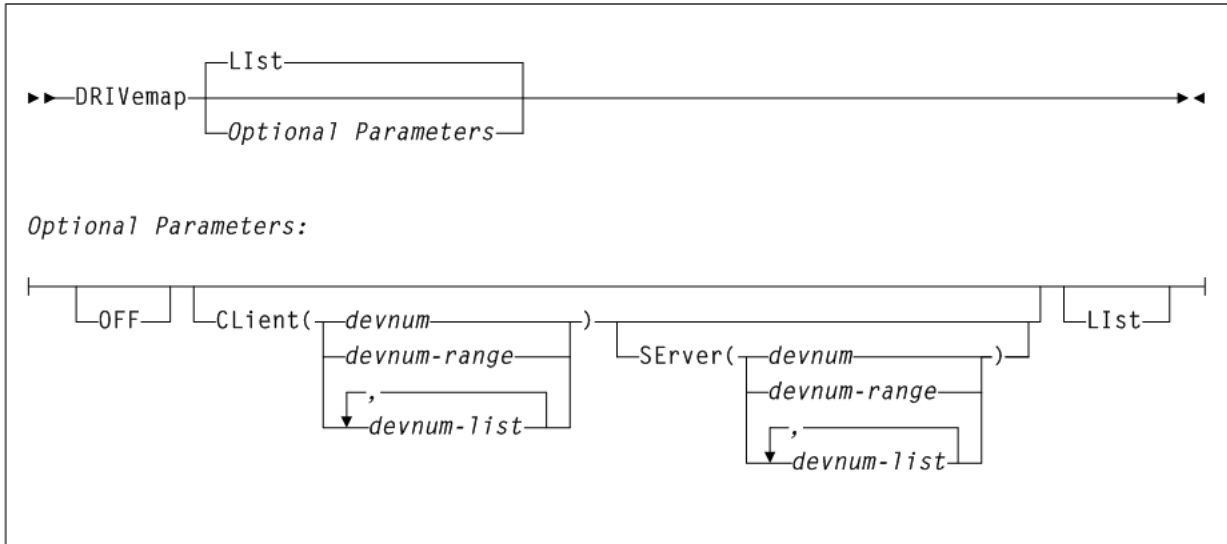 LIst
DRIVemap
Optional Parameters
Optional Parameters:
OFF
CLient( devnum )
devnum-range
,
devnum-list
SErver( devnum )
devnum-range
,
devnum-list
LIst